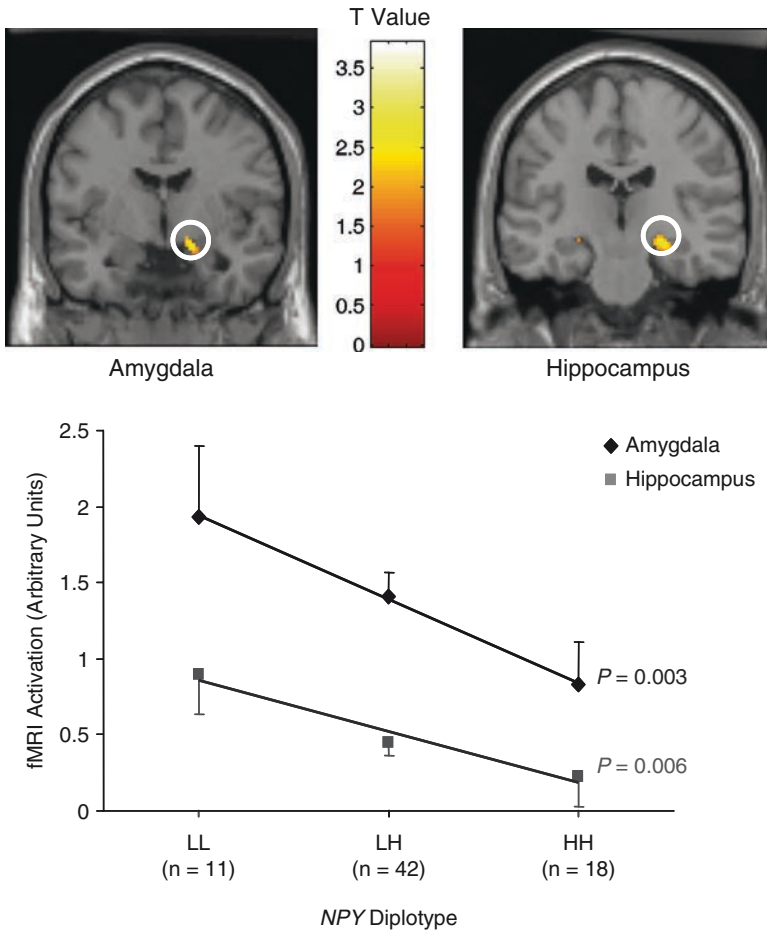 T Value
3.5
3
2.5
2
1.5
1
0.5
0
Amygdala
Hippocampus
2.5
2
1.5
1
0.5
0
fMRI Activation (Arbitrary Units)
Amygdala
Hippocampus
P = 0.003
P = 0.006
LL
(n = 11)
LH
(n = 42)
HH
(n = 18)
NPY Diplotype